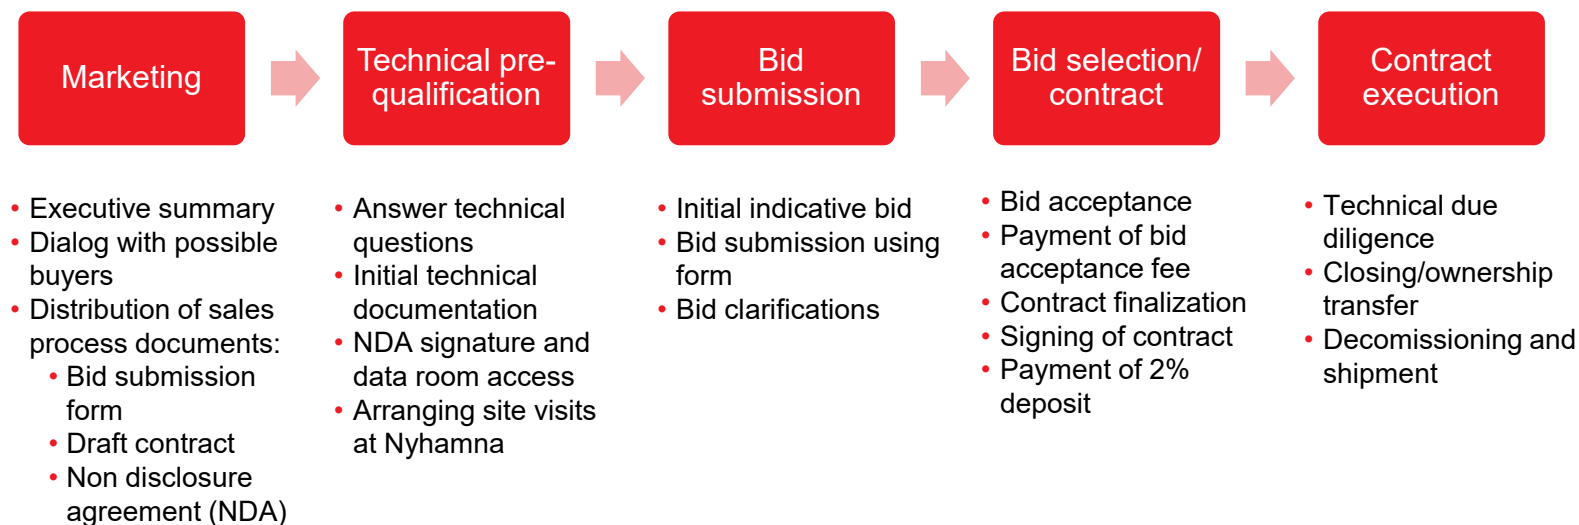 Marketing
Technical pre-
qualification
Bid
submission
Bid selection/
contract
Contract
execution
• Executive summary
• Dialog with possible
buyers
• Distribution of sales
process documents:
• Bid submission
form
• Draft contract
• Non disclosure
agreement (NDA)
• Answer technical
questions
• Initial technical
documentation
• NDA signature and
data room access
• Arranging site visits
at Nyhamna
• Initial indicative bid
• Bid submission using
form
• Bid clarifications
• Bid acceptance
• Payment of bid
acceptance fee
• Contract finalization
• Signing of contract
• Payment of 2%
deposit
• Technical due
diligence
• Closing/ownership
transfer
• Decomissioning and
shipment